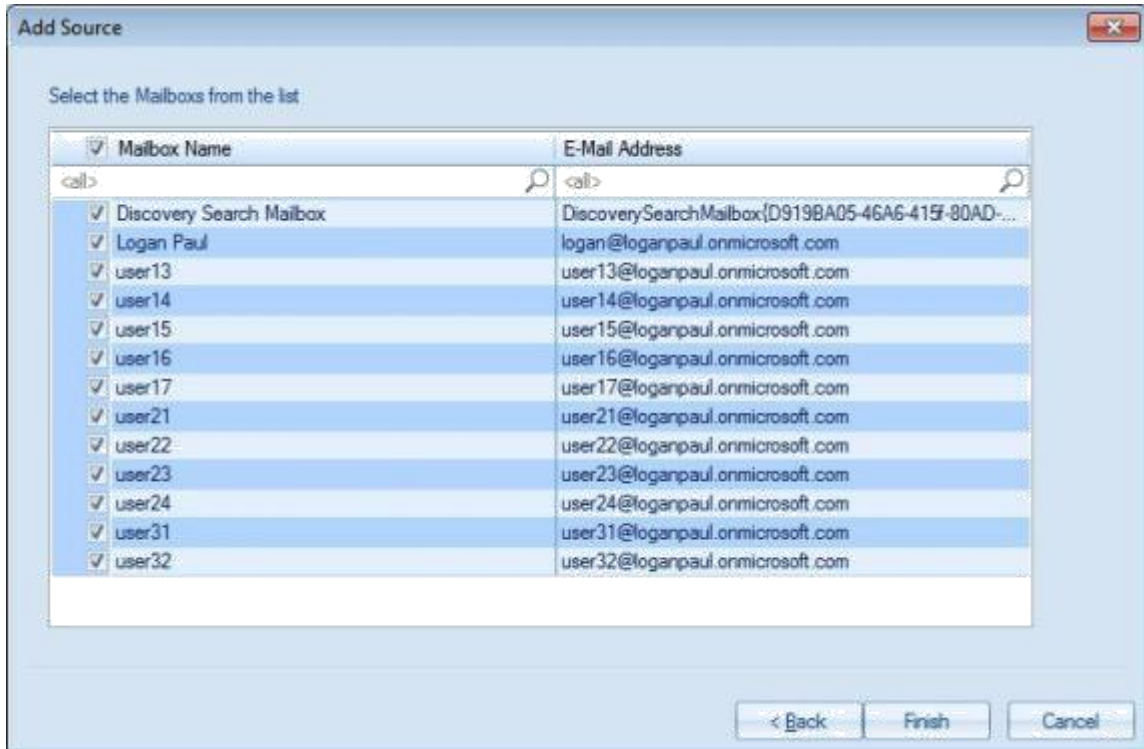 Add Source
Select the Mailboxs from the list
Mailbox Name E-Mail Address
<all> <all>
Discovery Search Mailbox DiscoverySearchMailbox{D919BA05-46A6-415f-80AD-...
Logan Paul logan@loganpaul.onmicrosoft.com
user13 user13@loganpaul.onmicrosoft.com
user14 user14@loganpaul.onmicrosoft.com
user15 user15@loganpaul.onmicrosoft.com
user16 user16@loganpaul.onmicrosoft.com
user17 user17@loganpaul.onmicrosoft.com
user21 user21@loganpaul.onmicrosoft.com
user22 user22@loganpaul.onmicrosoft.com
user23 user23@loganpaul.onmicrosoft.com
user24 user24@loganpaul.onmicrosoft.com
user31 user31@loganpaul.onmicrosoft.com
user32 user32@loganpaul.onmicrosoft.com
< Back Finish Cancel